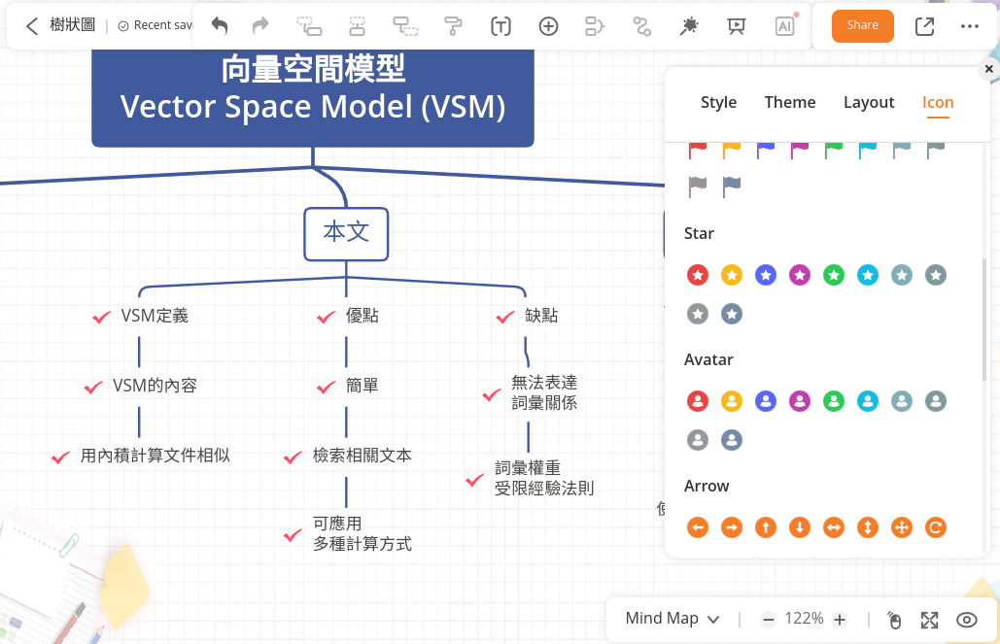 樹狀圖
Recent sav
T
AI
Share
向量空間模型
Vector Space Model (VSM)
本文
VSM定義
優點
缺點
VSM的內容
簡單
無法表達
詞彙關係
用內積計算文件相似
檢索相關文本
詞彙權重
受限經驗法則
可應用
多種計算方式
Style
Theme
Layout
Icon
Star
Avatar
Arrow
Mind Map
122%